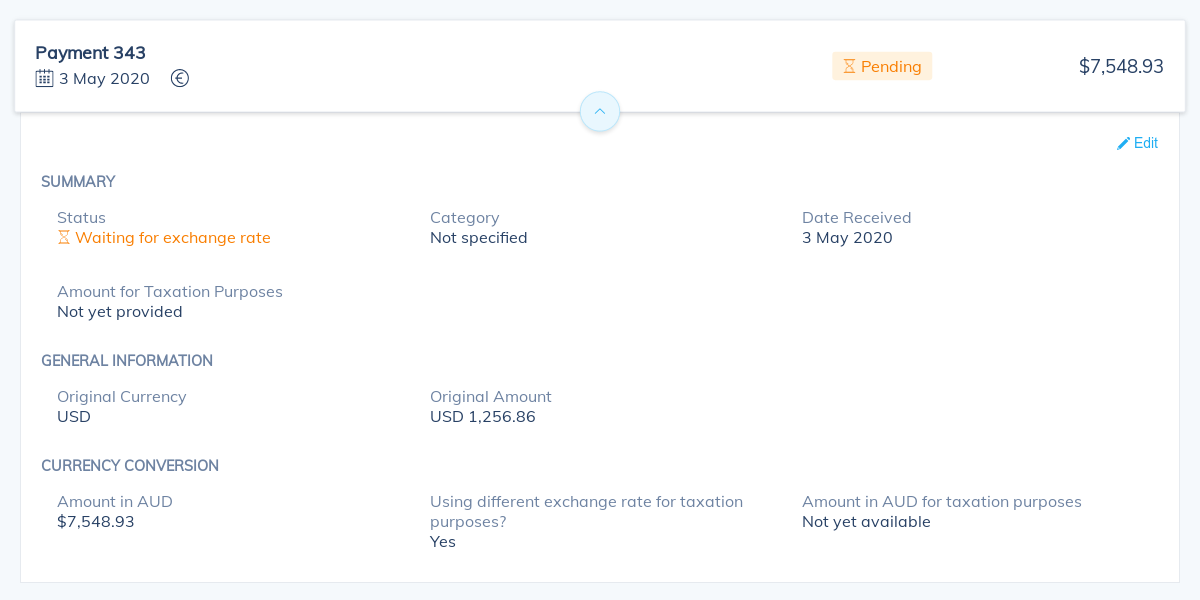 Payment 343
3 May 2020
Pending
$7,548.93
Edit
SUMMARY
Status
Waiting for exchange rate
Category
Not specified
Date Received
3 May 2020
Amount for Taxation Purposes
Not yet provided
GENERAL INFORMATION
Original Currency
USD
Original Amount
USD 1,256.86
CURRENCY CONVERSION
Amount in AUD
$7,548.93
Using different exchange rate for taxation
purposes?
Yes
Amount in AUD for taxation purposes
Not yet available